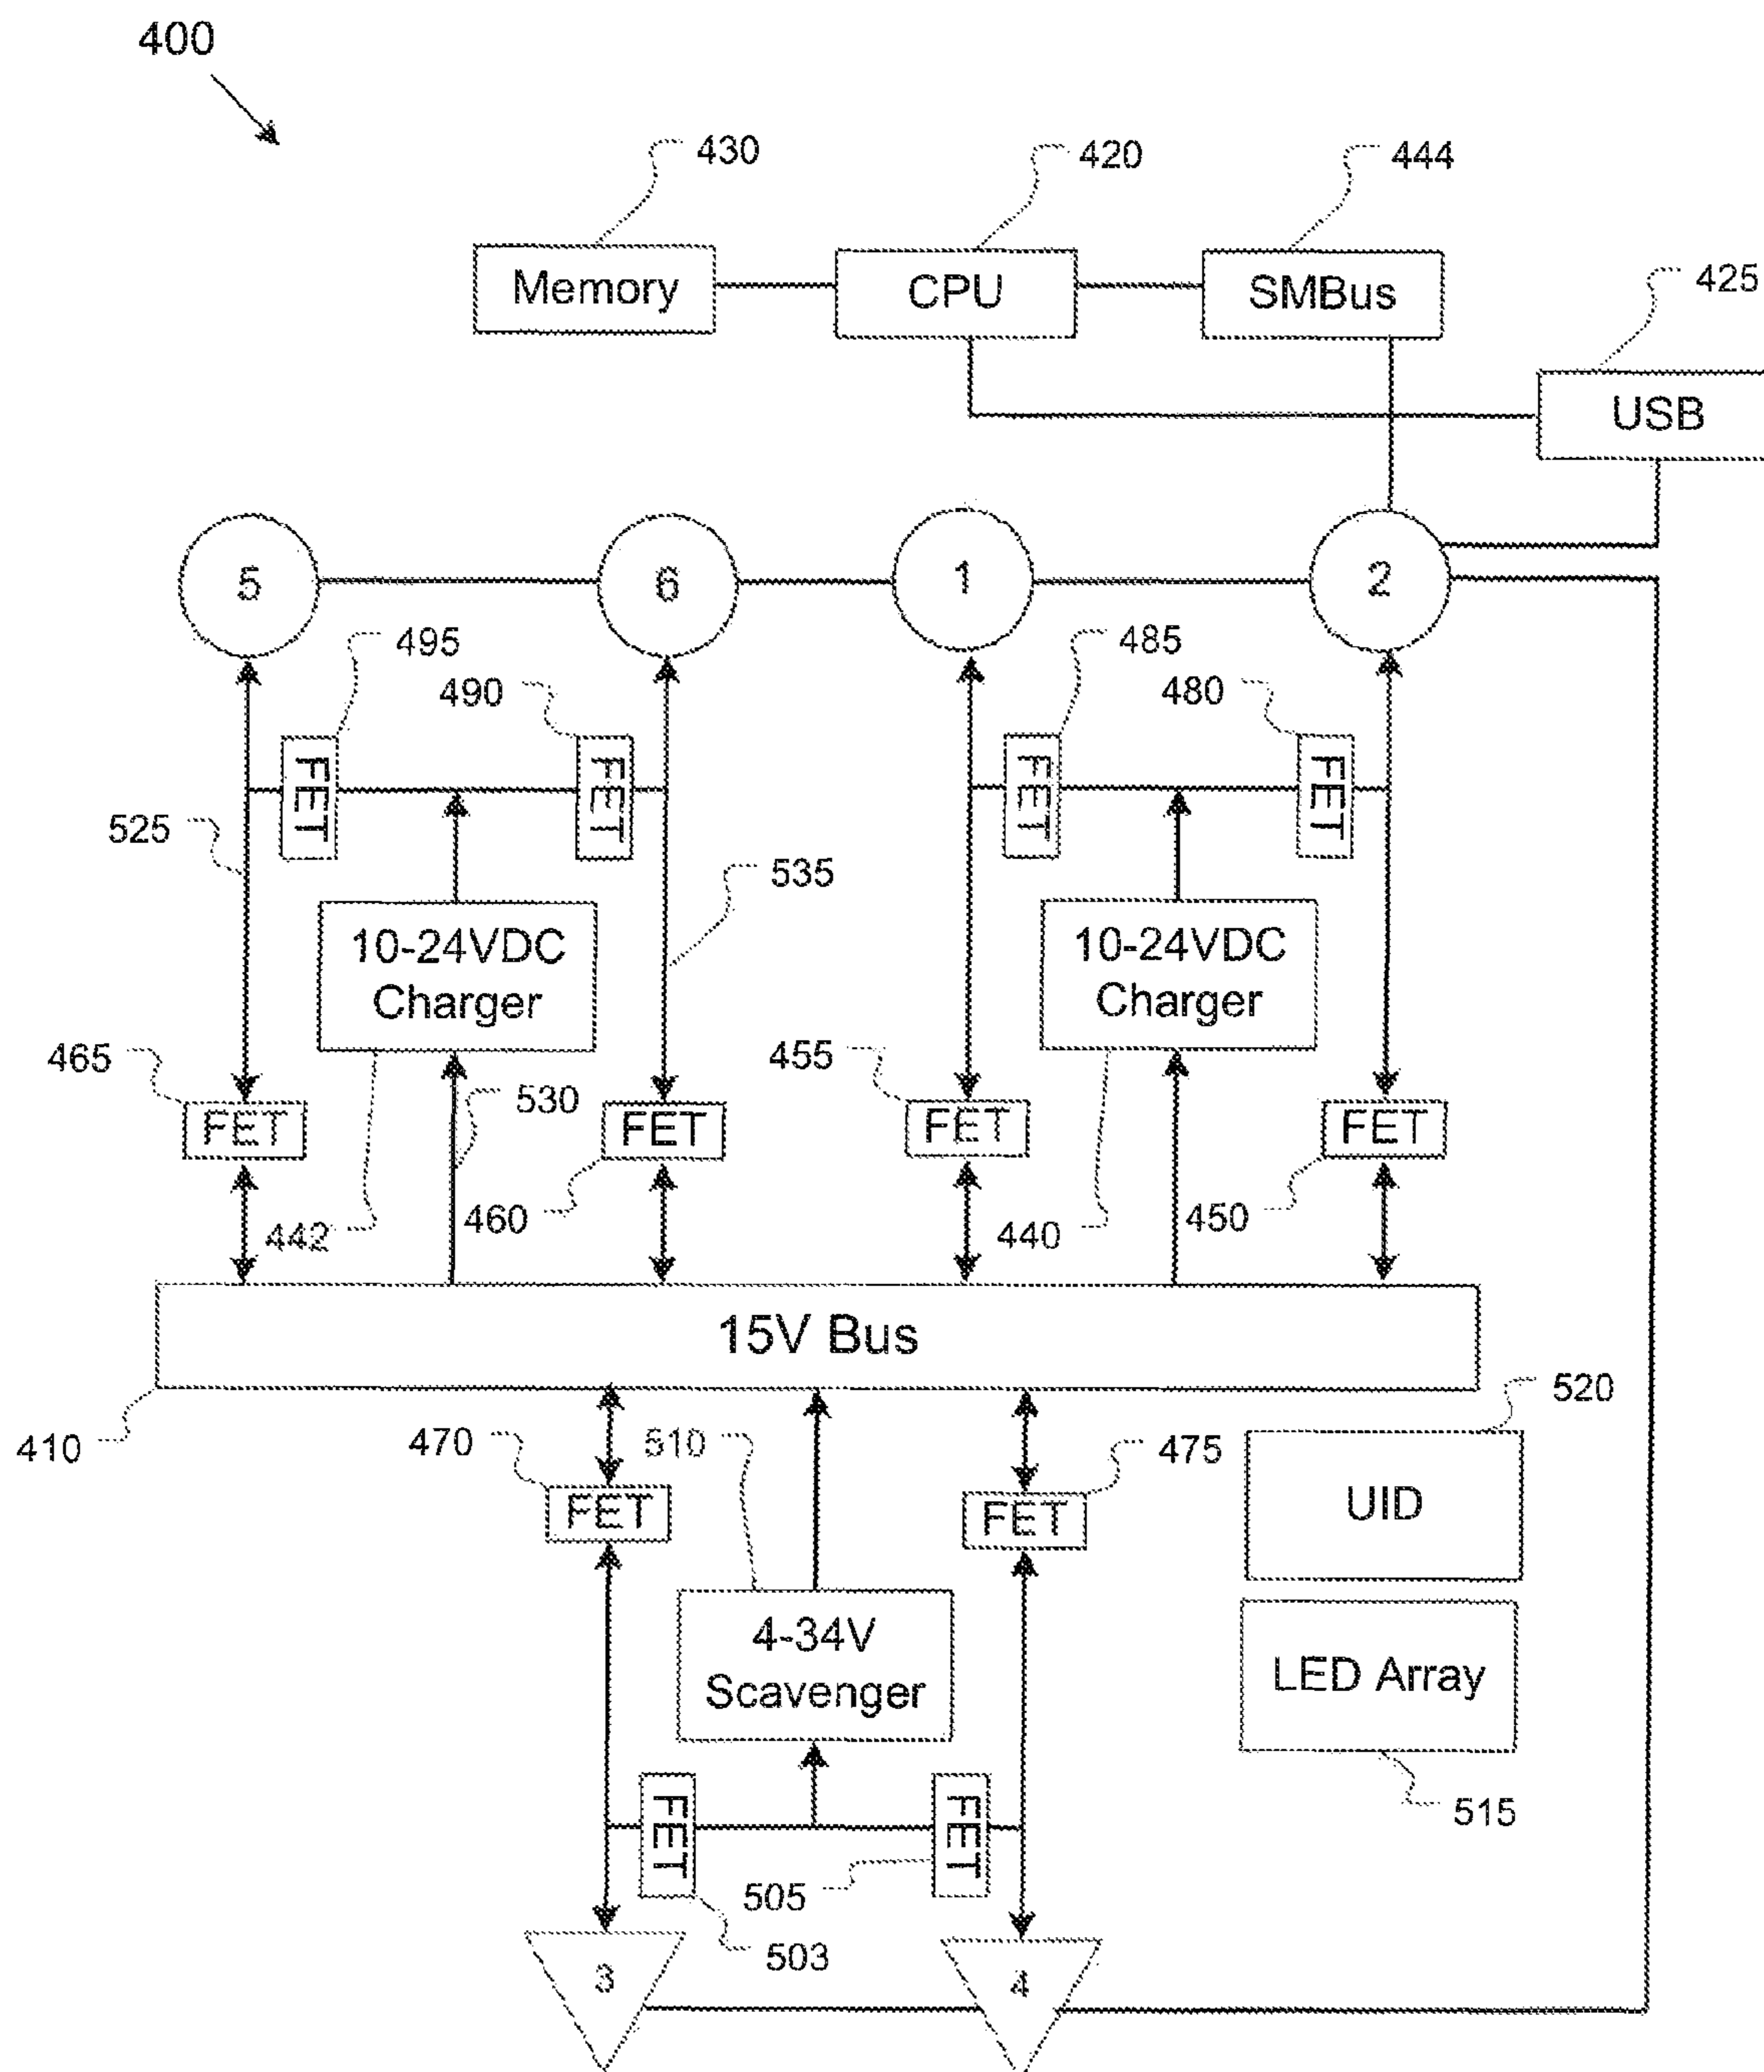 400
430
420
444
Memory
CPU
SMBus
425
USB
5
6
1
2
495
485
490
480
FET
FET
FET
FET
525
535
10-24VDC
Charger
10-24VDC
Charger
465
455
530
FET
FET
FET
FET
442
460
440
450
15V Bus
520
410
470
510
475
FET
FET
UID
4-34V
Scavenger
LED Array
FET
FET
515
505
503
3
4